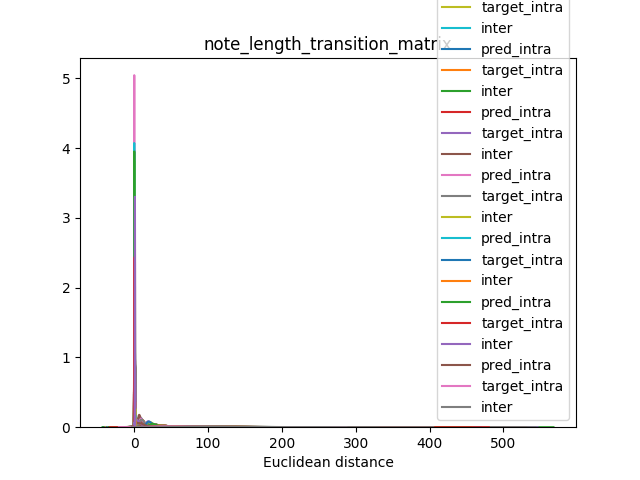 target_intra
inter
note_length_transition_matrix
pred_intra
target_intra
inter
pred_intra
target_intra
inter
pred_intra
target_intra
inter
pred_intra
target_intra
inter
pred_intra
target_intra
inter
pred_intra
target_intra
inter
5
4
3
2
1
0
0
100
200
300
400
500
Euclidean distance